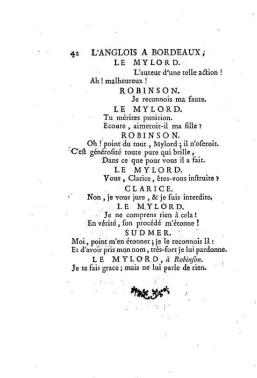 42 L'ANGLOIS A BORDEAUX;
LE MYLORD.
L'auteur d'une telle action !
Ah ! malheureux !
ROBINSON.
Je reconnois ma faute.
LE MYLORD.
Tu mérites punition.
Ecoute, aimeroit-il ma fille ?
ROBINSON.
Oh ! point du tout, Mylord ; il n'oseroit.
C'est générosité toute pure qui brille,
Dans ce que pour vous il a fait.
LE MYLORD.
Vous, Clarice, êtes-vous instruite ?
CLARICE.
Non, je vous jure, & je suis interdite.
LE MYLORD.
Je ne comprens rien à cela !
En vérité, son procédé m'étonne !
SUDMER.
Moi, point m'en étonner ; je le reconnois là :
Et d'avoir pris mon nom, très-fort je lui pardonne.
LE MYLORD, à Robinson.
Je te fais grace ; mais ne lui parle de rien.